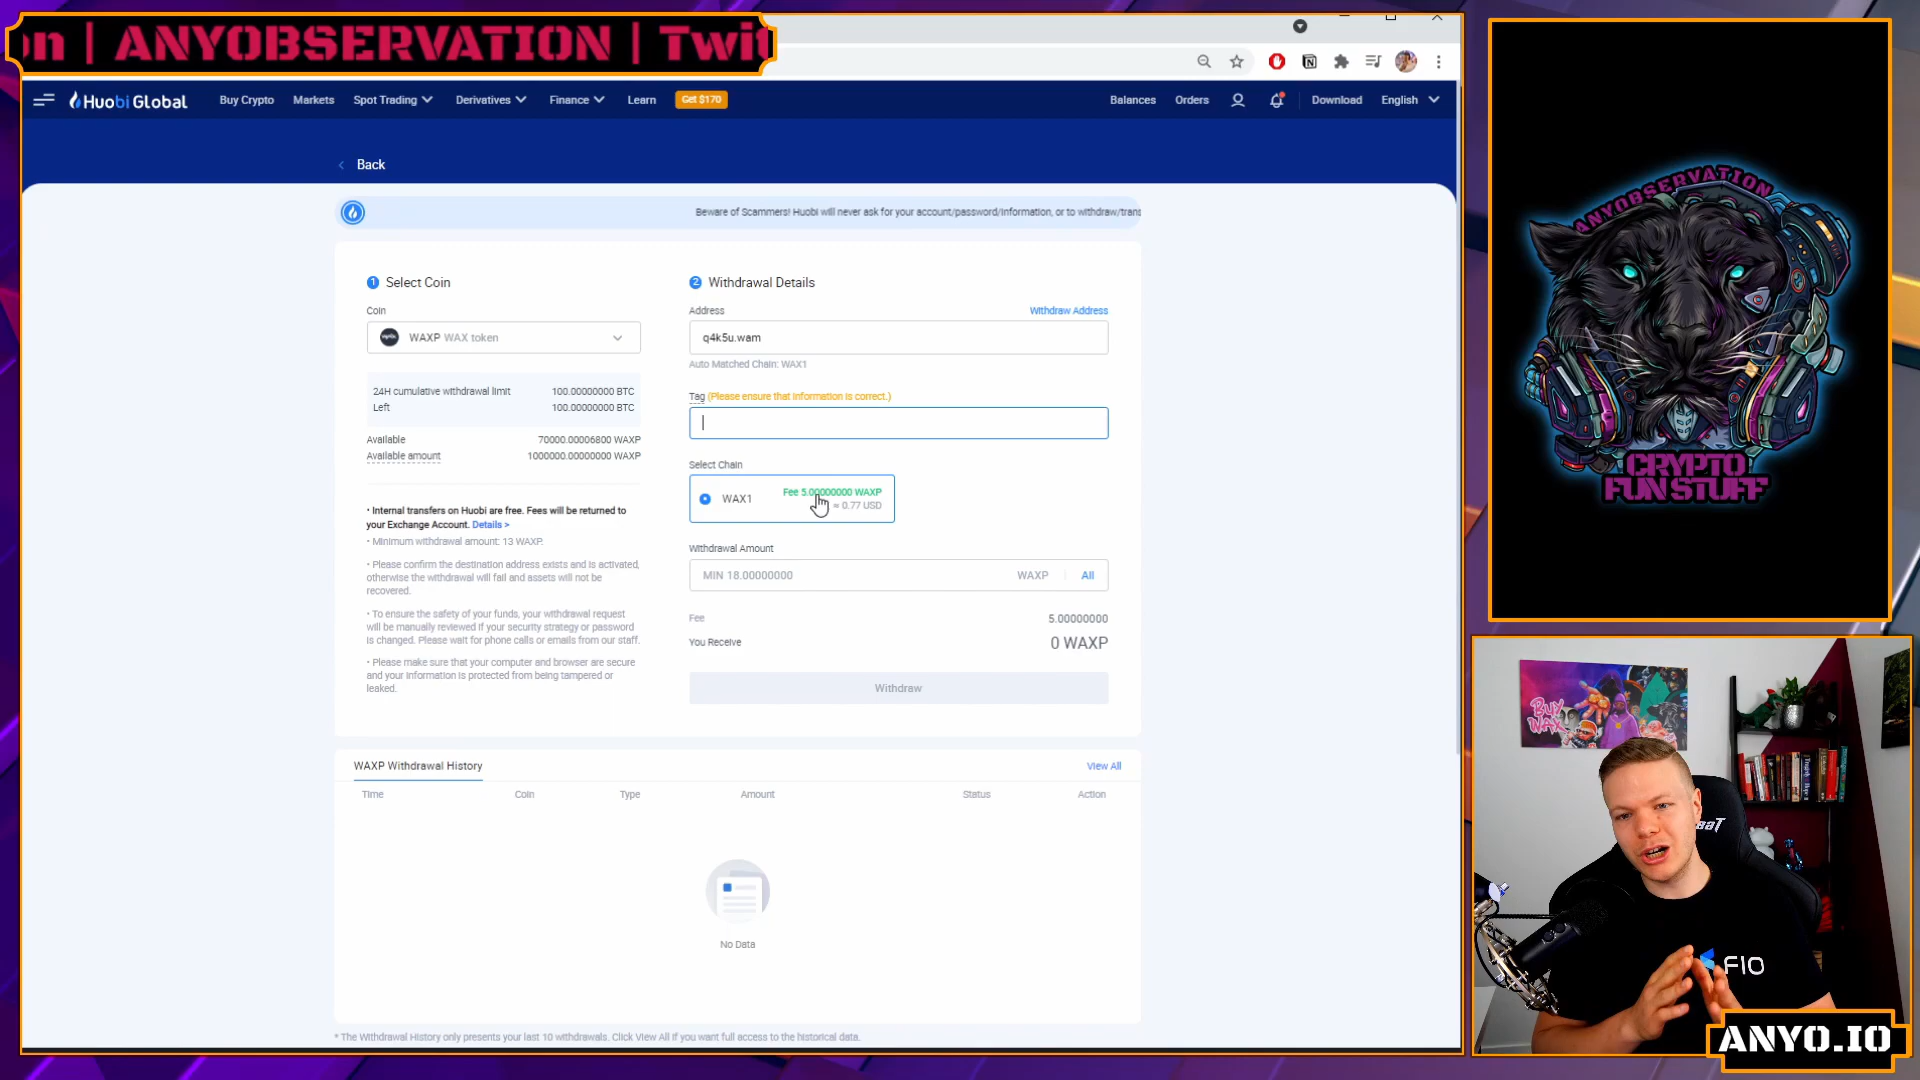 n | ANYOBSERVATION | Twit
Huobi Global
Buy Crypto
Markets
Spot Trading
Derivatives
Finance
Learn
Get $170
Balances
Orders
Download
English
Back
Beware of Scammers! Huobi will never ask for your account/password/information, or to withdraw/trans
1 Select Coin
Coin
WAXP WAX token
24H cumulative withdrawal limit 100.00000000 BTC
Left 100.00000000 BTC
Available 70000.00006800 WAXP
Available amount 1000000.00000000 WAXP
• Internal transfers on Huobi are free. Fees will be returned to
your Exchange Account. Details >
• Minimum withdrawal amount: 13 WAXP.
• Please confirm the destination address exists and is activated,
otherwise the withdrawal will fail and assets will not be
recovered.
• To ensure the safety of your funds, your withdrawal request
will be manually reviewed if your security strategy or password
is changed. Please wait for phone calls or emails from our staff.
• Please make sure that your computer and browser are secure
and your information is protected from being tampered or
leaked.
2 Withdrawal Details
Address Withdraw Address
q4k5u.wam
Auto Matched Chain: WAX1
Tag (Please ensure that information is correct.)
Select Chain
WAX1 Fee 5.00000000 WAXP
≈ 0.77 USD
Withdrawal Amount
MIN 18.00000000 WAXP All
Fee 5.00000000
You Receive 0 WAXP
Withdraw
WAXP Withdrawal History View All
Time Coin Type Amount Status Action
No Data
* The Withdrawal History only presents your last 10 withdrawals. Click View All if you want full access to the historical data.
ANYOBSERVATION
CRYPTO
FUN STUFF
BUY
WAX
FIO
ANYO.IO